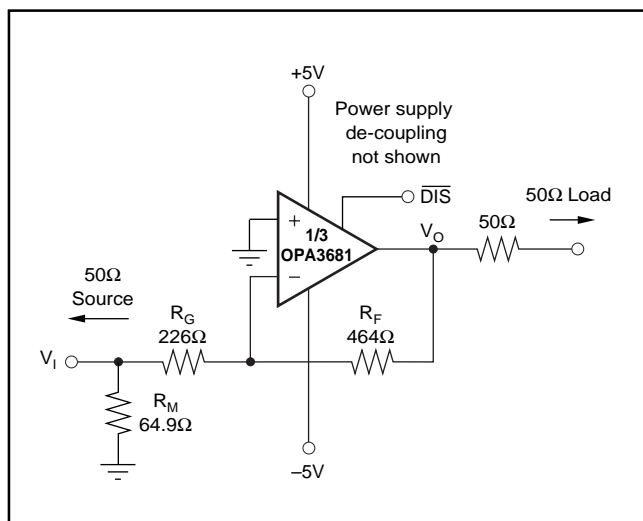 +5V
Power supply
de-coupling
not shown
D̅I̅S̅
50Ω Load
+
1/3
OPA3681
−
V_O
50Ω
50Ω
Source
R_G
226Ω
R_F
464Ω
V_I
R_M
64.9Ω
–5V